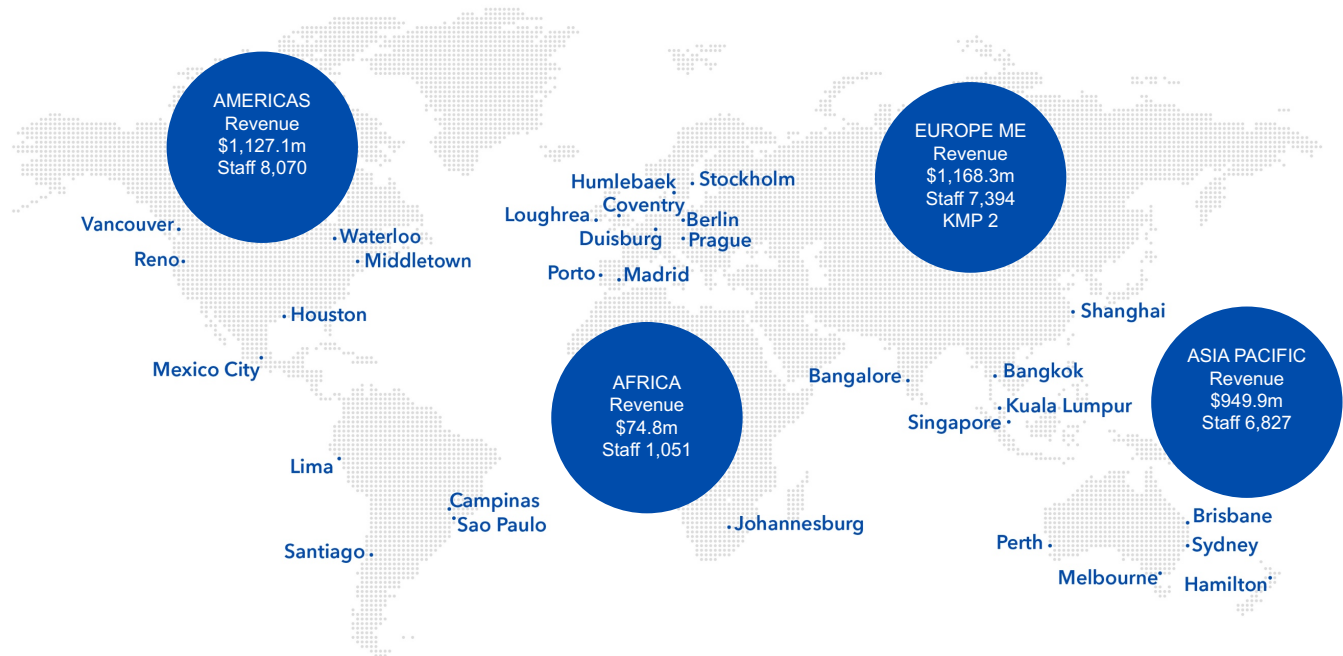 AMERICAS
Revenue
$1,127.1m
Staff 8,070
EUROPE ME
Revenue
$1,168.3m
Staff 7,394
KMP 2
Humlebaek
Stockholm
Coventry
Loughrea
Berlin
Duisburg
Prague
Vancouver
Waterloo
Reno
Middletown
Porto
Madrid
Houston
Shanghai
Mexico City
AFRICA
Revenue
$74.8m
Staff 1,051
Bangalore
Bangkok
Kuala Lumpur
Singapore
ASIA PACIFIC
Revenue
$949.9m
Staff 6,827
Lima
Campinas
Sao Paulo
Santiago
Johannesburg
Brisbane
Perth
Sydney
Melbourne
Hamilton